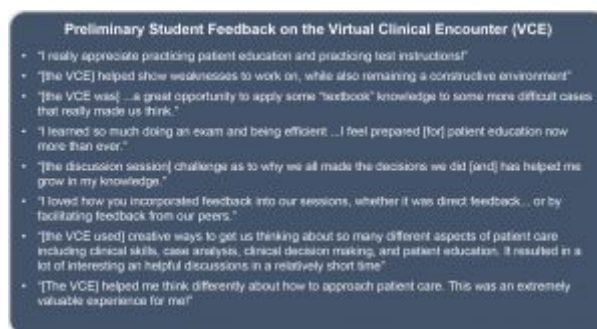 Preliminary Student Feedback on the Virtual Clinical Encounter (VCE)
• "I really appreciate practicing patient education and practicing test instructions!"
• "[the VCE] helped show weaknesses to work on, while also remaining a constructive environment"
• "[the VCE was[ ...a great opportunity to apply some "textbook" knowledge to some more difficult cases
that really made us think."
• "I learned so much doing an exam and being efficient ...I feel prepared [for] patient education now
more than ever."
• "[the discussion session] challenge as to why we all made the decisions we did [and] has helped me
grow in my knowledge."
• "I loved how you incorporated feedback into our sessions, whether it was direct feedback... or by
facilitating feedback from our peers."
• "[the VCE used] creative ways to get us thinking about so many different aspects of patient care
including clinical skills, case analysis, clinical decision making, and patient education. It resulted in a
lot of interesting an helpful discussions in a relatively short time"
• "[The VCE] helped me think differently about how to approach patient care. This was an extremely
valuable experience for me!"